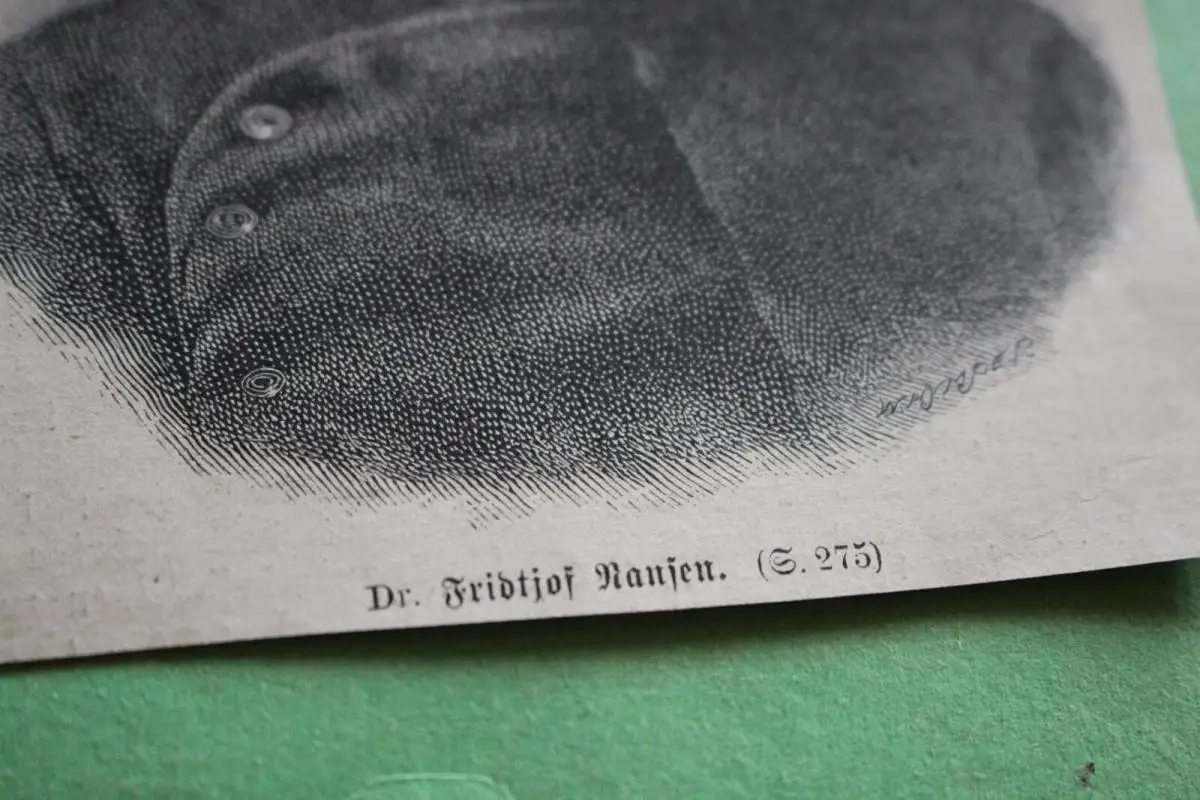 Dr. Fridtjof Nansen. (S. 275)